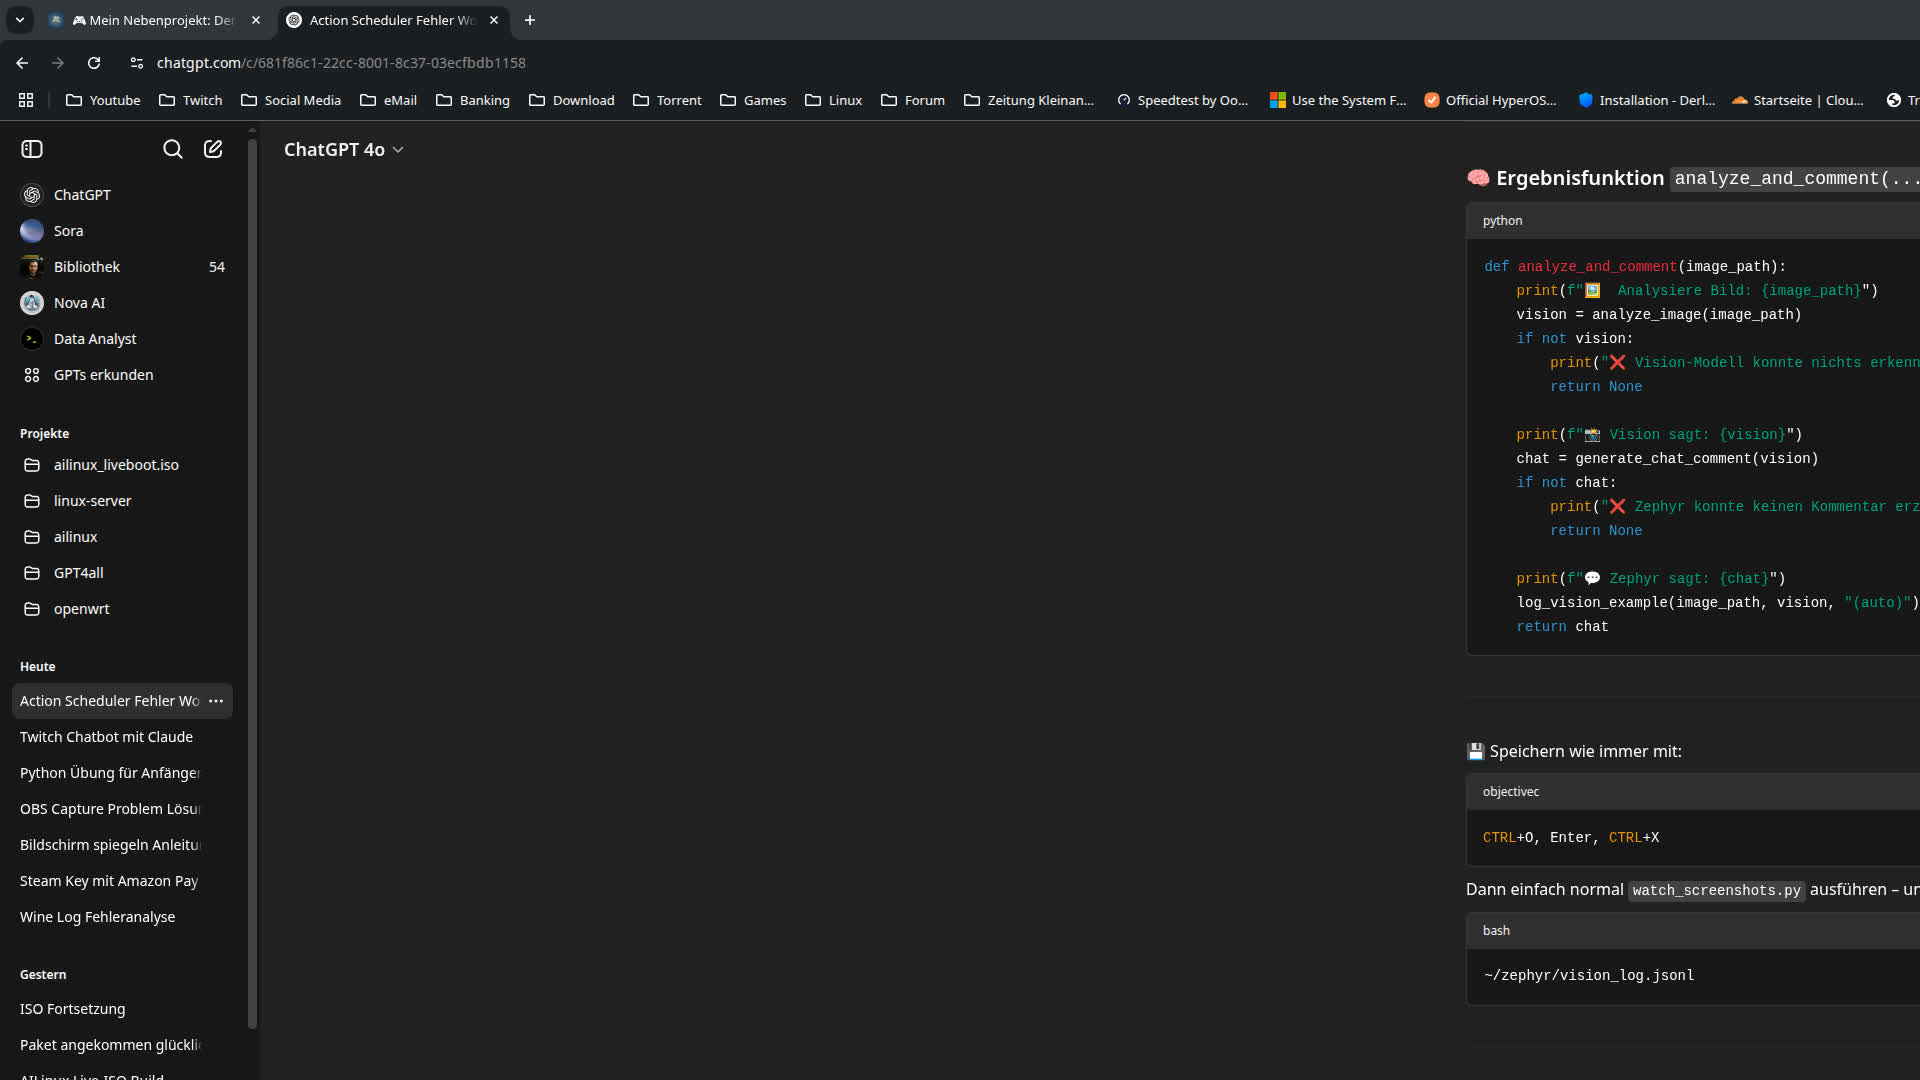 🎮 Mein Nebenprojekt: De
Action Scheduler Fehler Wo
chatgpt.com/c/681f86c1-22cc-8001-8c37-03ecfbdb1158
Youtube
Twitch
Social Media
eMail
Banking
Download
Torrent
Games
Linux
Forum
Zeitung Kleinan...
Speedtest by Oo...
Use the System F...
Official HyperOS...
Installation - Derl...
Startseite | Clou...
Tr
ChatGPT 4o
ChatGPT
Sora
Bibliothek 54
Nova AI
Data Analyst
GPTs erkunden
Projekte
ailinux_liveboot.iso
linux-server
ailinux
GPT4all
openwrt
Heute
Action Scheduler Fehler Wo
Twitch Chatbot mit Claude
Python Übung für Anfänger
OBS Capture Problem Lösu
Bildschirm spiegeln Anleitu
Steam Key mit Amazon Pay
Wine Log Fehleranalyse
Gestern
ISO Fortsetzung
Paket angekommen glückli
AILinux Live ISO Build
🧠 Ergebnisfunktion analyze_and_comment(...
python
def analyze_and_comment(image_path):
    print(f"🖼️  Analysiere Bild: {image_path}")
    vision = analyze_image(image_path)
    if not vision:
        print("❌ Vision-Modell konnte nichts erkenn
        return None
    print(f"📸 Vision sagt: {vision}")
    chat = generate_chat_comment(vision)
    if not chat:
        print("❌ Zephyr konnte keinen Kommentar erz
        return None
    print(f"💬 Zephyr sagt: {chat}")
    log_vision_example(image_path, vision, "(auto)")
    return chat
💾 Speichern wie immer mit:
objectivec
CTRL+O, Enter, CTRL+X
Dann einfach normal watch_screenshots.py ausführen – un
bash
~/zephyr/vision_log.jsonl